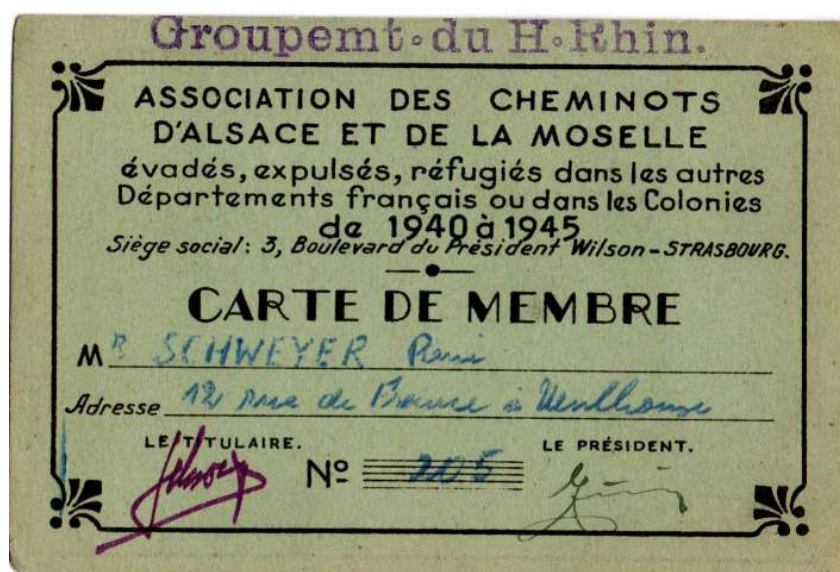 Groupemt. du H. Rhin.
ASSOCIATION DES CHEMINOTS
D'ALSACE ET DE LA MOSELLE
évadés, expulsés, réfugiés dans les autres
Départements français ou dans les Colonies
de 1940 à 1945
Siège social: 3, Boulevard du Président Wilson - STRASBOURG.
CARTE DE MEMBRE
MR SCHWEYER
Adresse 12 rue de France à Mulhouse
LE TITULAIRE. LE PRÉSIDENT.
Nº 205